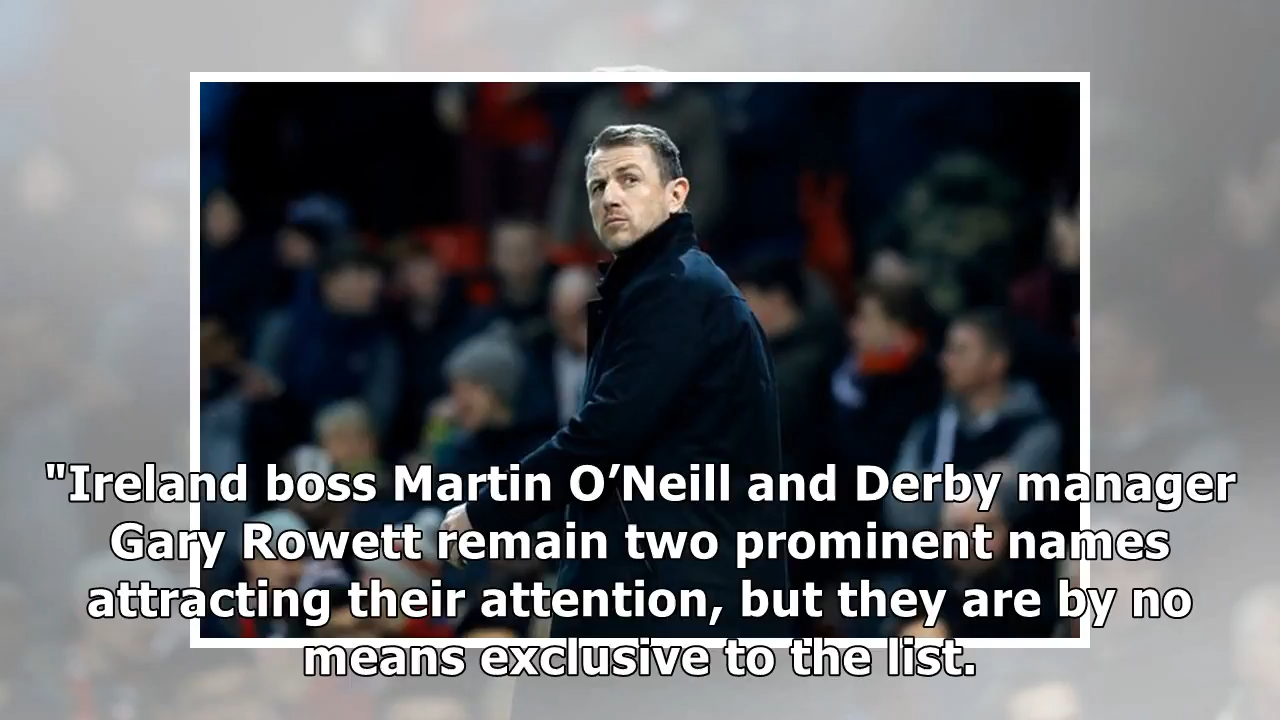 "Ireland boss Martin O’Neill and Derby manager
Gary Rowett remain two prominent names
attracting their attention, but they are by no
means exclusive to the list.